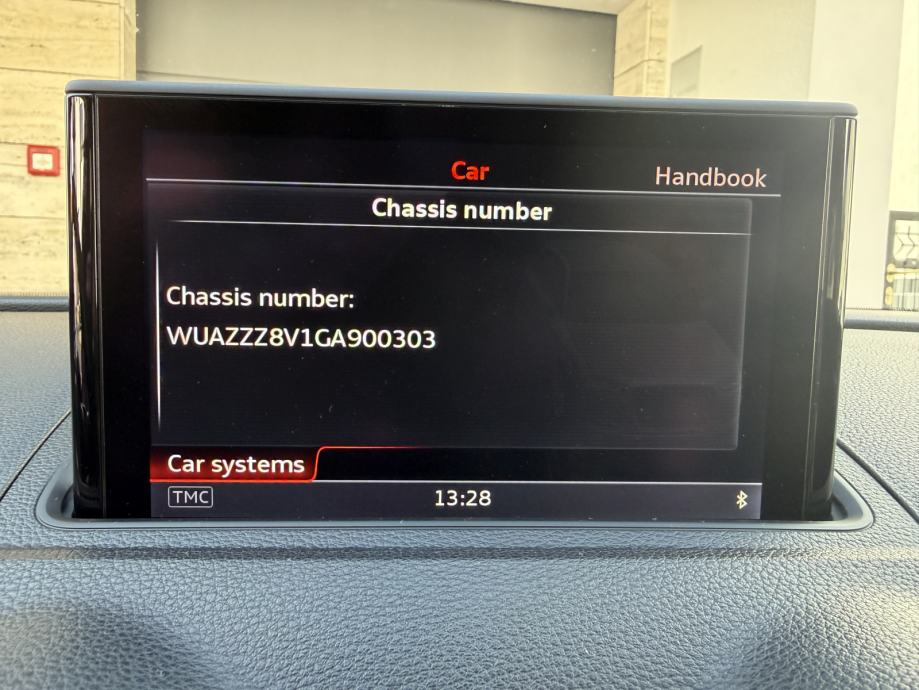 Car
Handbook
Chassis number
Chassis number:
WUAZZZ8V1GA900303
Car systems
TMC
13:28